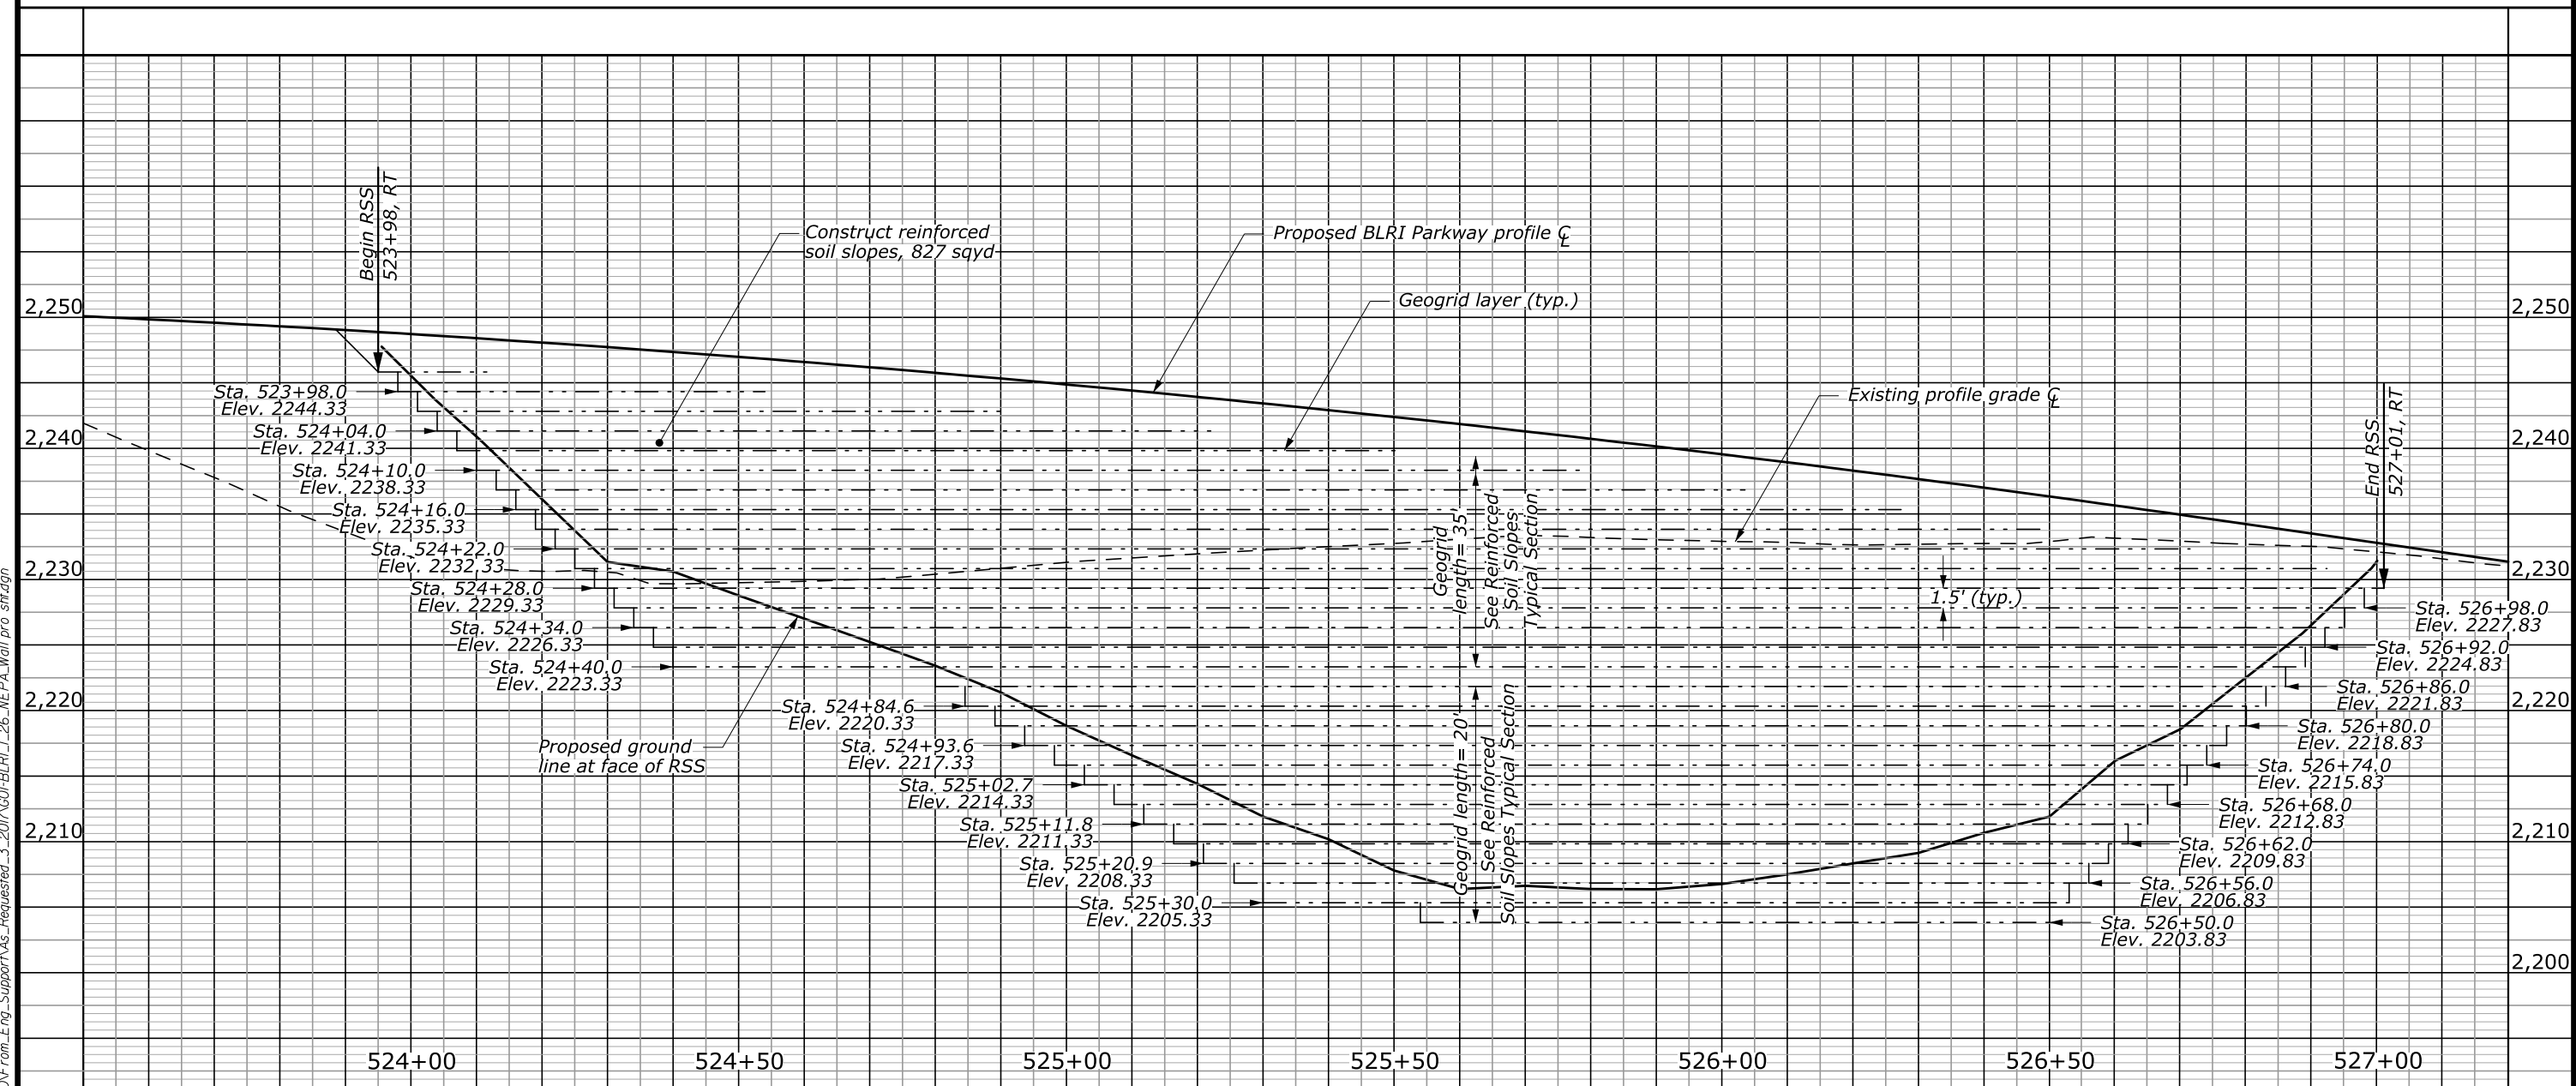 Begin RSS
523+98, RT
Construct reinforced
soil slopes, 827 sqyd
Proposed BLRI Parkway profile CL
Geogrid layer (typ.)
Existing profile grade CL
End RSS
527+01, RT
2,250
2,240
2,230
2,220
2,210
2,250
2,240
2,230
2,220
2,210
2,200
Sta. 523+98.0
Elev. 2244.33
Sta. 524+04.0
Elev. 2241.33
Sta. 524+10.0
Elev. 2238.33
Sta. 524+16.0
Elev. 2235.33
Sta. 524+22.0
Elev. 2232.33
Sta. 524+28.0
Elev. 2229.33
Sta. 524+34.0
Elev. 2226.33
Sta. 524+40.0
Elev. 2223.33
Sta. 524+84.6
Elev. 2220.33
Sta. 524+93.6
Elev. 2217.33
Sta. 525+02.7
Elev. 2214.33
Sta. 525+11.8
Elev. 2211.33
Sta. 525+20.9
Elev. 2208.33
Sta. 525+30.0
Elev. 2205.33
Proposed ground
line at face of RSS
Geogrid
length= 35'
See Reinforced
Soil Slopes
Typical Section
Geogrid length= 20'
See Reinforced
Soil Slopes Typical Section
1.5' (typ.)
Sta. 526+98.0
Elev. 2227.83
Sta. 526+92.0
Elev. 2224.83
Sta. 526+86.0
Elev. 2221.83
Sta. 526+80.0
Elev. 2218.83
Sta. 526+74.0
Elev. 2215.83
Sta. 526+68.0
Elev. 2212.83
Sta. 526+62.0
Elev. 2209.83
Sta. 526+56.0
Elev. 2206.83
Sta. 526+50.0
Elev. 2203.83
524+00
524+50
525+00
525+50
526+00
526+50
527+00